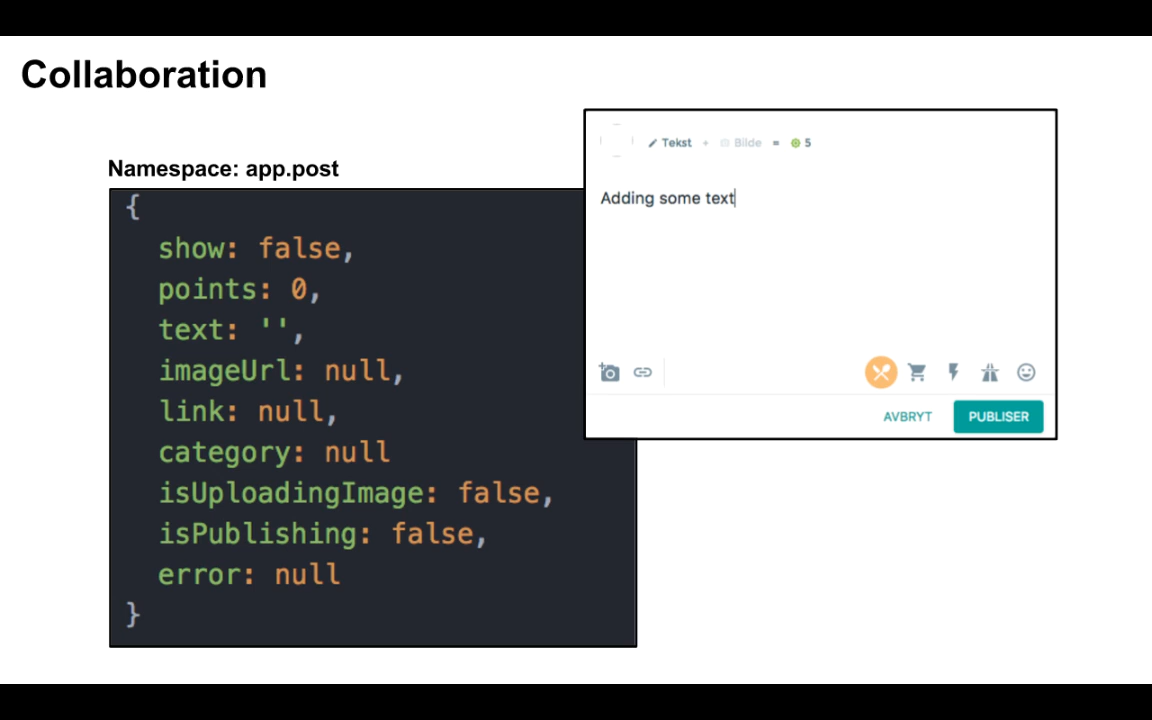 Collaboration
Namespace: app.post
{
show: false,
points: 0,
text: '',
imageUrl: null,
link: null,
category: null
isUploadingImage: false,
isPublishing: false,
error: null
}
Tekst + Bilde = 5
Adding some text
AVBRYT PUBLISER